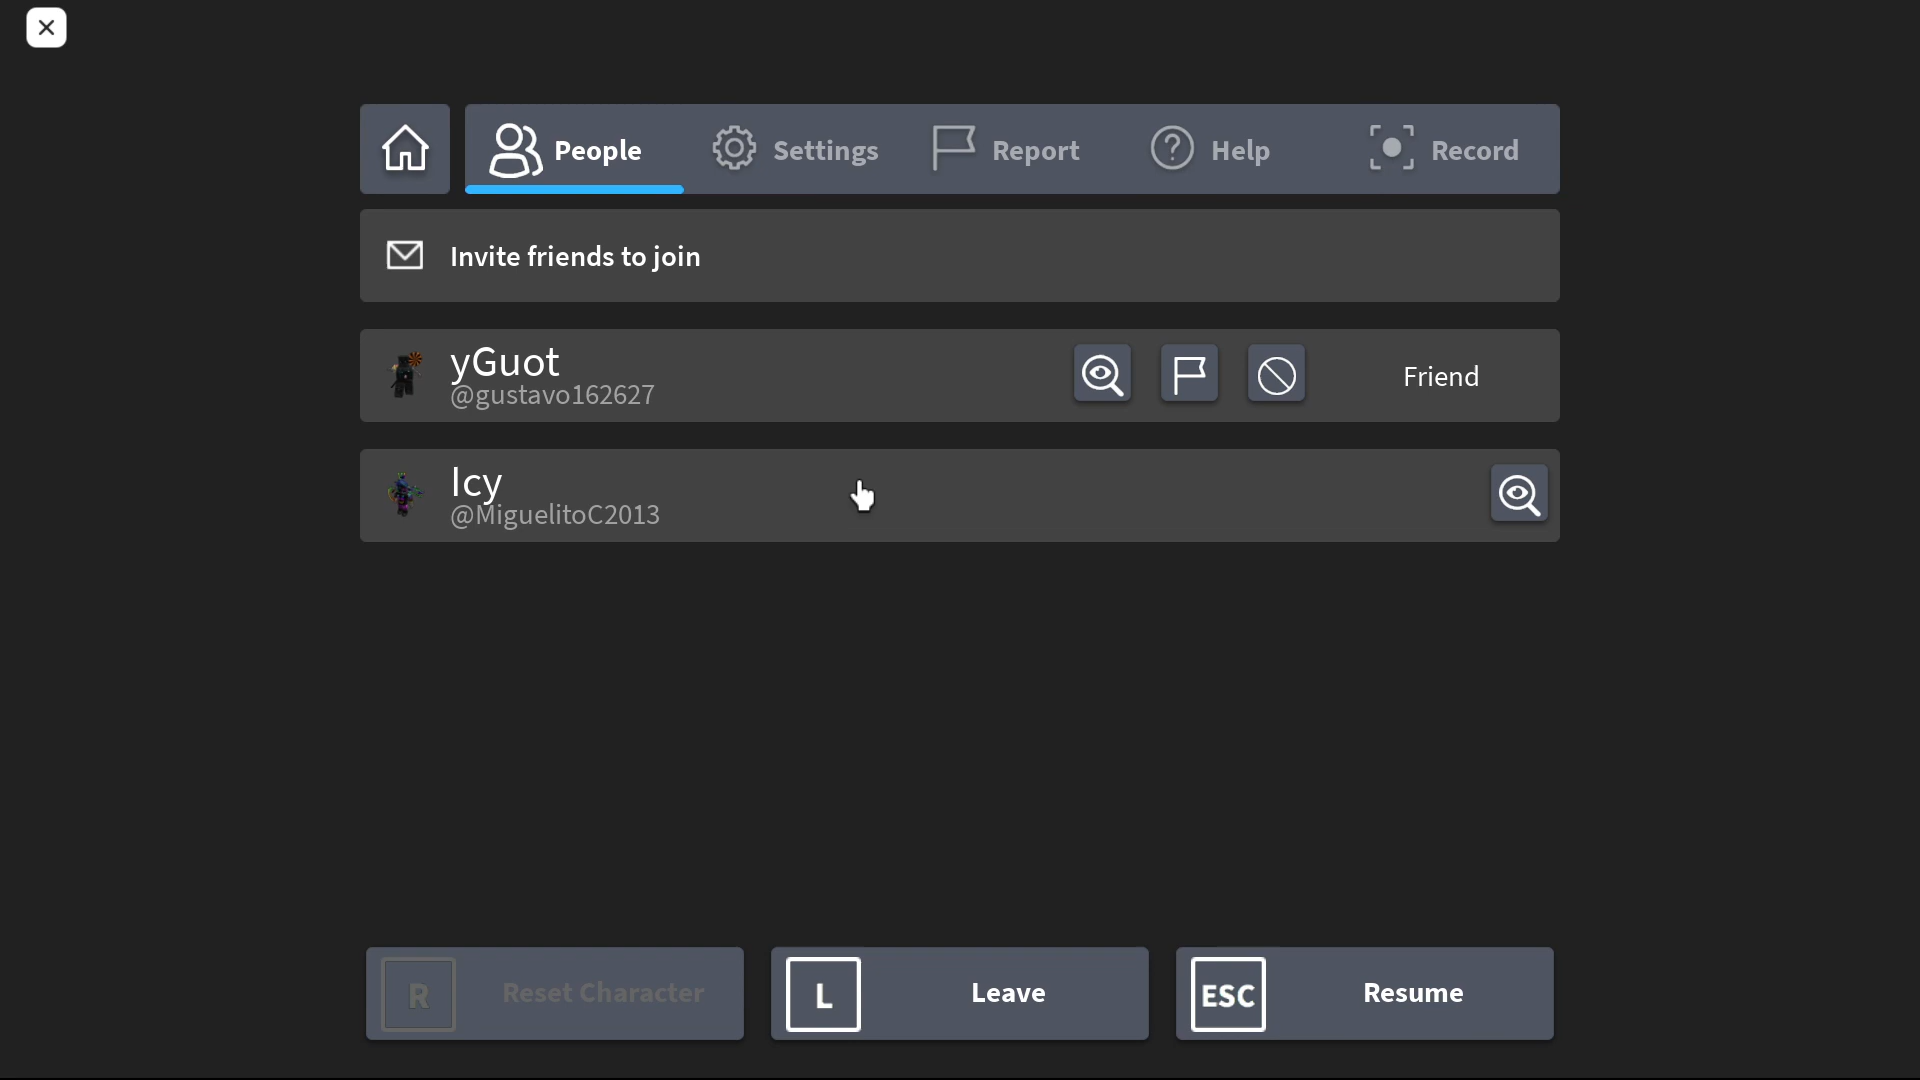 People
Settings
Report
Help
Record
Invite friends to join
yGuot
@gustavo162627
Friend
Icy
@MiguelitoC2013
R
Reset Character
L
Leave
ESC
Resume